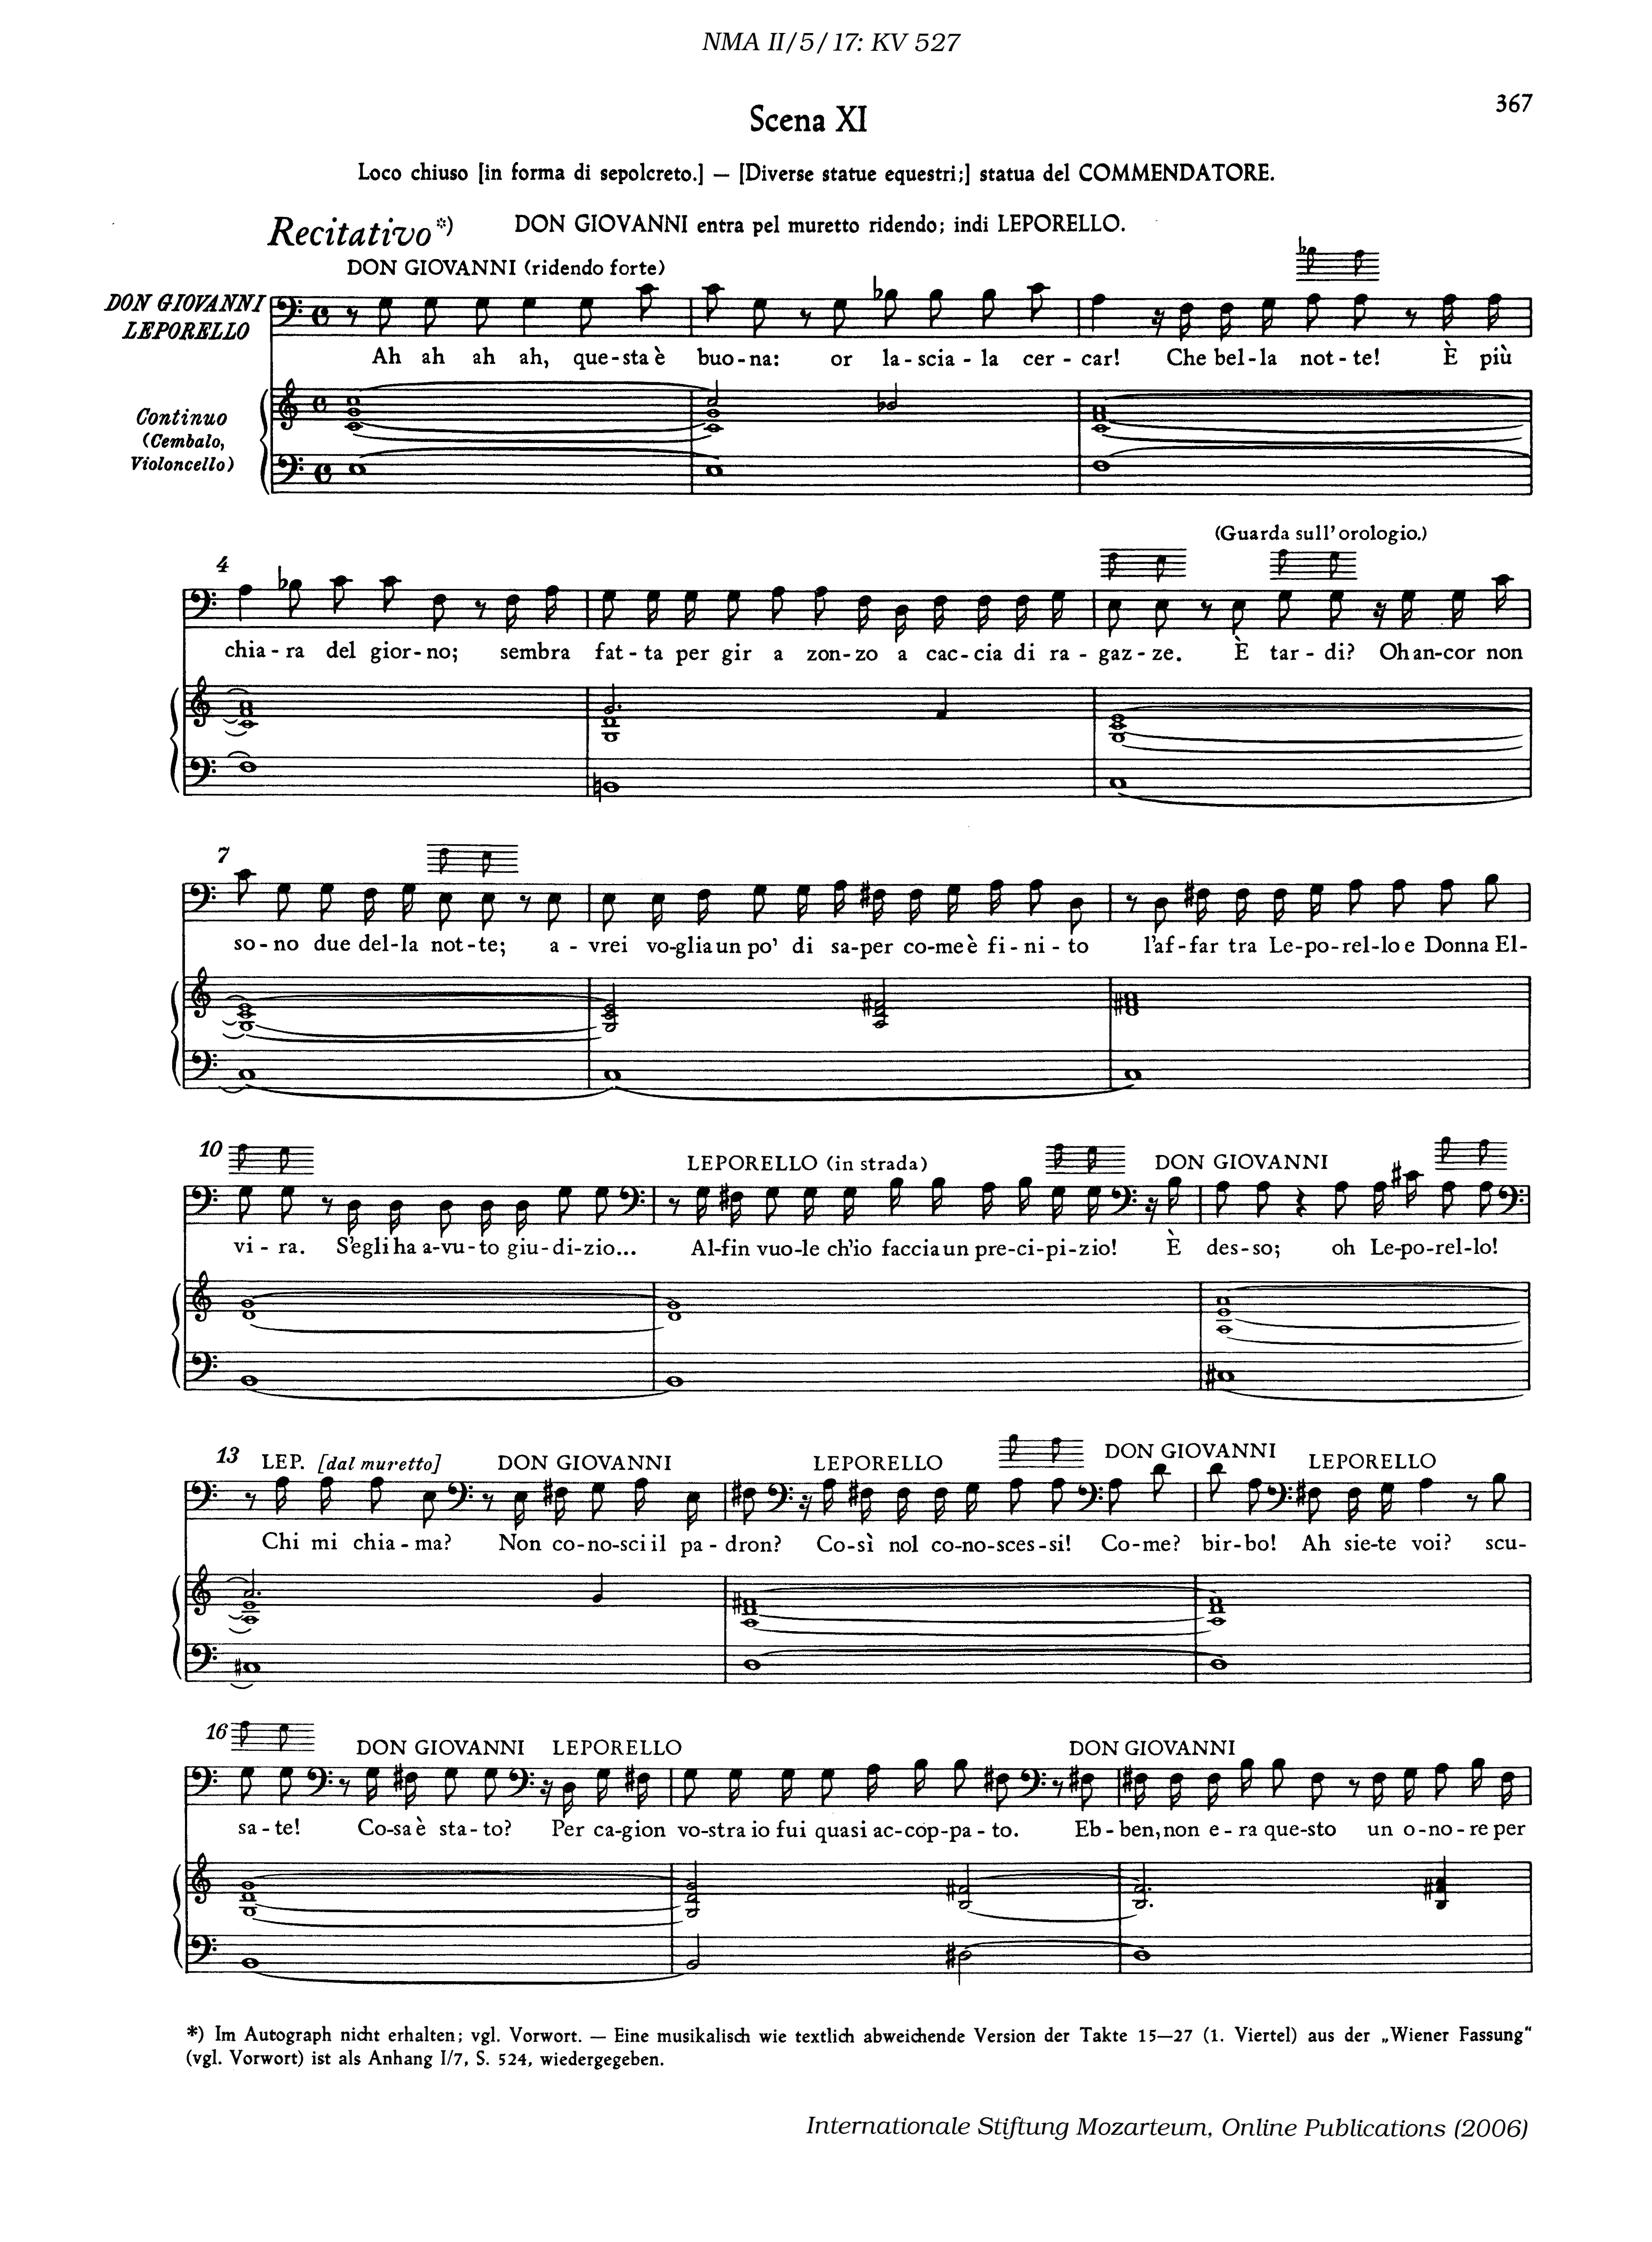 NMA II/5/17: KV 527
367
Scena XI
Loco chiuso [in forma di sepolcreto.] — [Diverse statue equestri;] statua del COMMENDATORE.
Recitativo*) DON GIOVANNI entra pel muretto ridendo; indi LEPORELLO.
DON GIOVANNI (ridendo forte)
DON GIOVANNI
LEPORELLO
Ah ah ah ah, que-sta è buo-na: or la-scia-la cer-car! Che bel-la not-te! È più
Continuo
(Cembalo,
Violoncello)
(Guarda sull' orologio.)
4
chia-ra del gior-no; sembra fat-ta per gir a zon-zo a cac-cia di ra-gaz-ze. È tar-di? Oh an-cor non
7
so-no due del-la not-te; a-vrei vo-glia un po' di sa-per co-me è fi-ni-to l'af-far tra Le-po-rel-lo e Donna El-
10 LEPORELLO (in strada) DON GIOVANNI
vi-ra. S'egli ha a-vu-to giu-di-zio... Al-fin vuo-le ch'io faccia un pre-ci-pi-zio! È des-so; oh Le-po-rel-lo!
13 LEP. [dal muretto] DON GIOVANNI LEPORELLO DON GIOVANNI LEPORELLO
Chi mi chia-ma? Non co-no-sci il pa-dron? Co-sì nol co-no-sces-si! Co-me? bir-bo! Ah sie-te voi? scu-
16 DON GIOVANNI LEPORELLO DON GIOVANNI
sa-te! Co-sa è sta-to? Per ca-gion vo-stra io fui quasi ac-cop-pa-to. Eb-ben, non e-ra que-sto un o-no-re per
*) Im Autograph nicht erhalten; vgl. Vorwort. — Eine musikalisch wie textlich abweichende Version der Takte 15—27 (1. Viertel) aus der „Wiener Fassung“
(vgl. Vorwort) ist als Anhang I/7, S. 524, wiedergegeben.
Internationale Stiftung Mozarteum, Online Publications (2006)